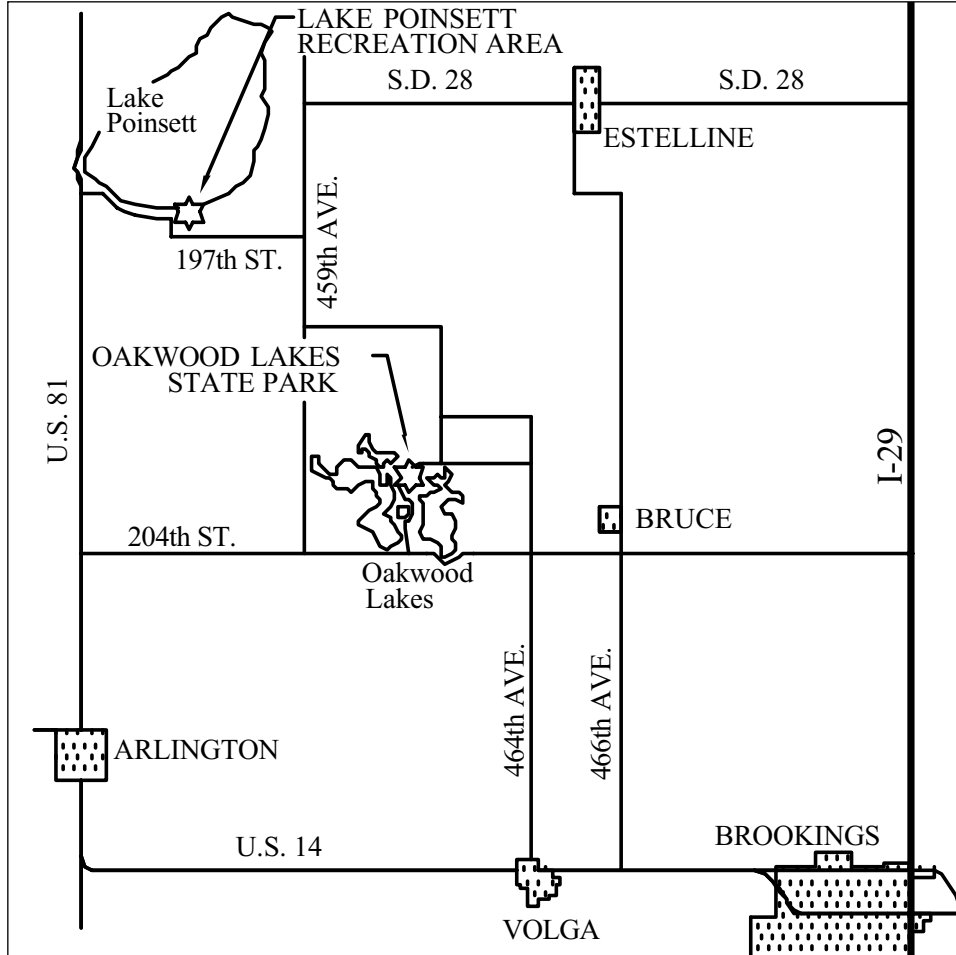 LAKE POINSETT
RECREATION AREA
Lake
Poinsett
S.D. 28
S.D. 28
ESTELLINE
197th ST.
459th AVE.
OAKWOOD LAKES
STATE PARK
U.S. 81
I-29
BRUCE
204th ST.
Oakwood
Lakes
464th AVE.
466th AVE.
ARLINGTON
U.S. 14
BROOKINGS
VOLGA